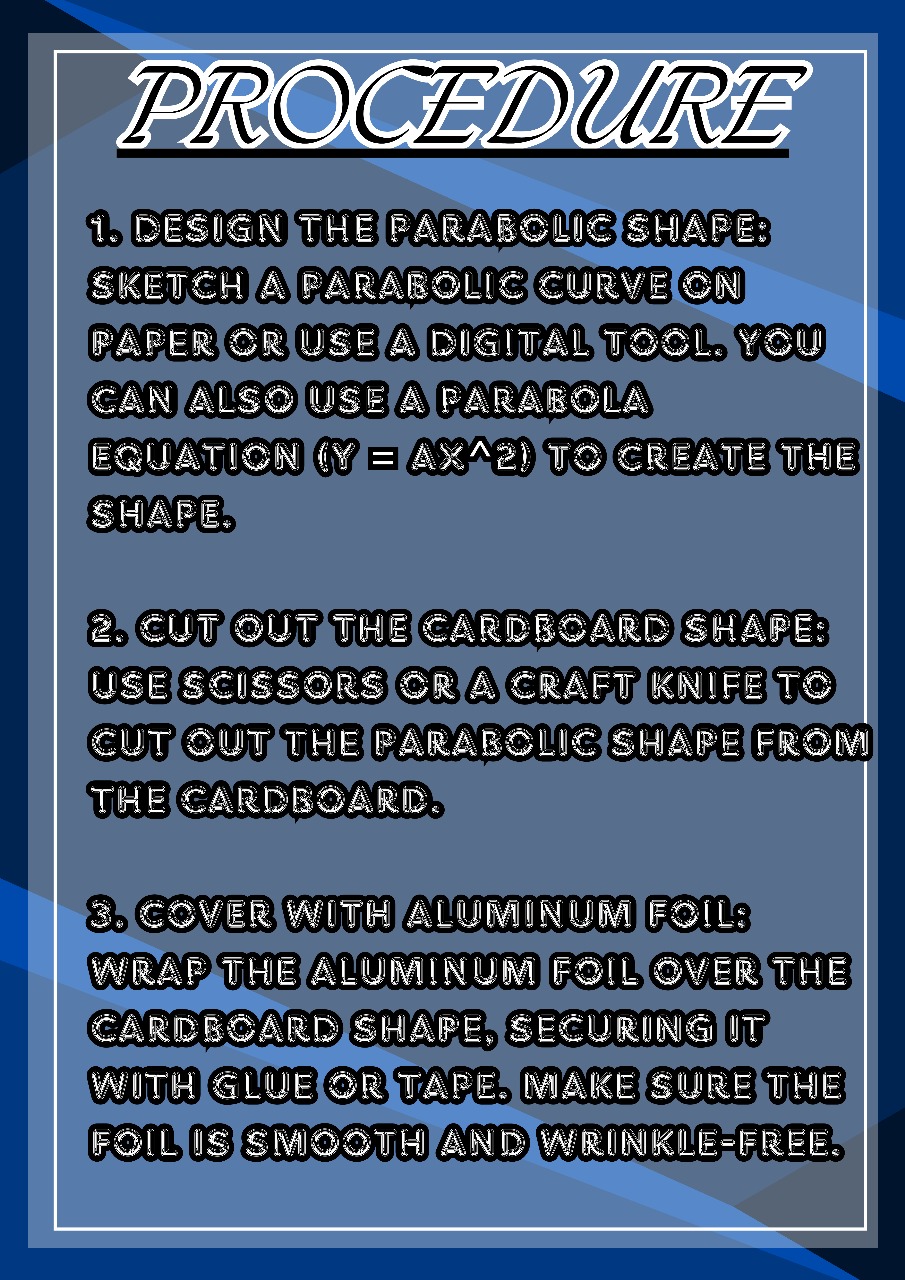 PROCEDURE
1. DESIGN THE PARABOLIC SHAPE:
SKETCH A PARABOLIC CURVE ON
PAPER OR USE A DIGITAL TOOL. YOU
CAN ALSO USE A PARABOLA
EQUATION (Y = AX^2) TO CREATE THE
SHAPE.
2. CUT OUT THE CARDBOARD SHAPE:
USE SCISSORS OR A CRAFT KNIFE TO
CUT OUT THE PARABOLIC SHAPE FROM
THE CARDBOARD.
3. COVER WITH ALUMINUM FOIL:
WRAP THE ALUMINUM FOIL OVER THE
CARDBOARD SHAPE, SECURING IT
WITH GLUE OR TAPE. MAKE SURE THE
FOIL IS SMOOTH AND WRINKLE-FREE.